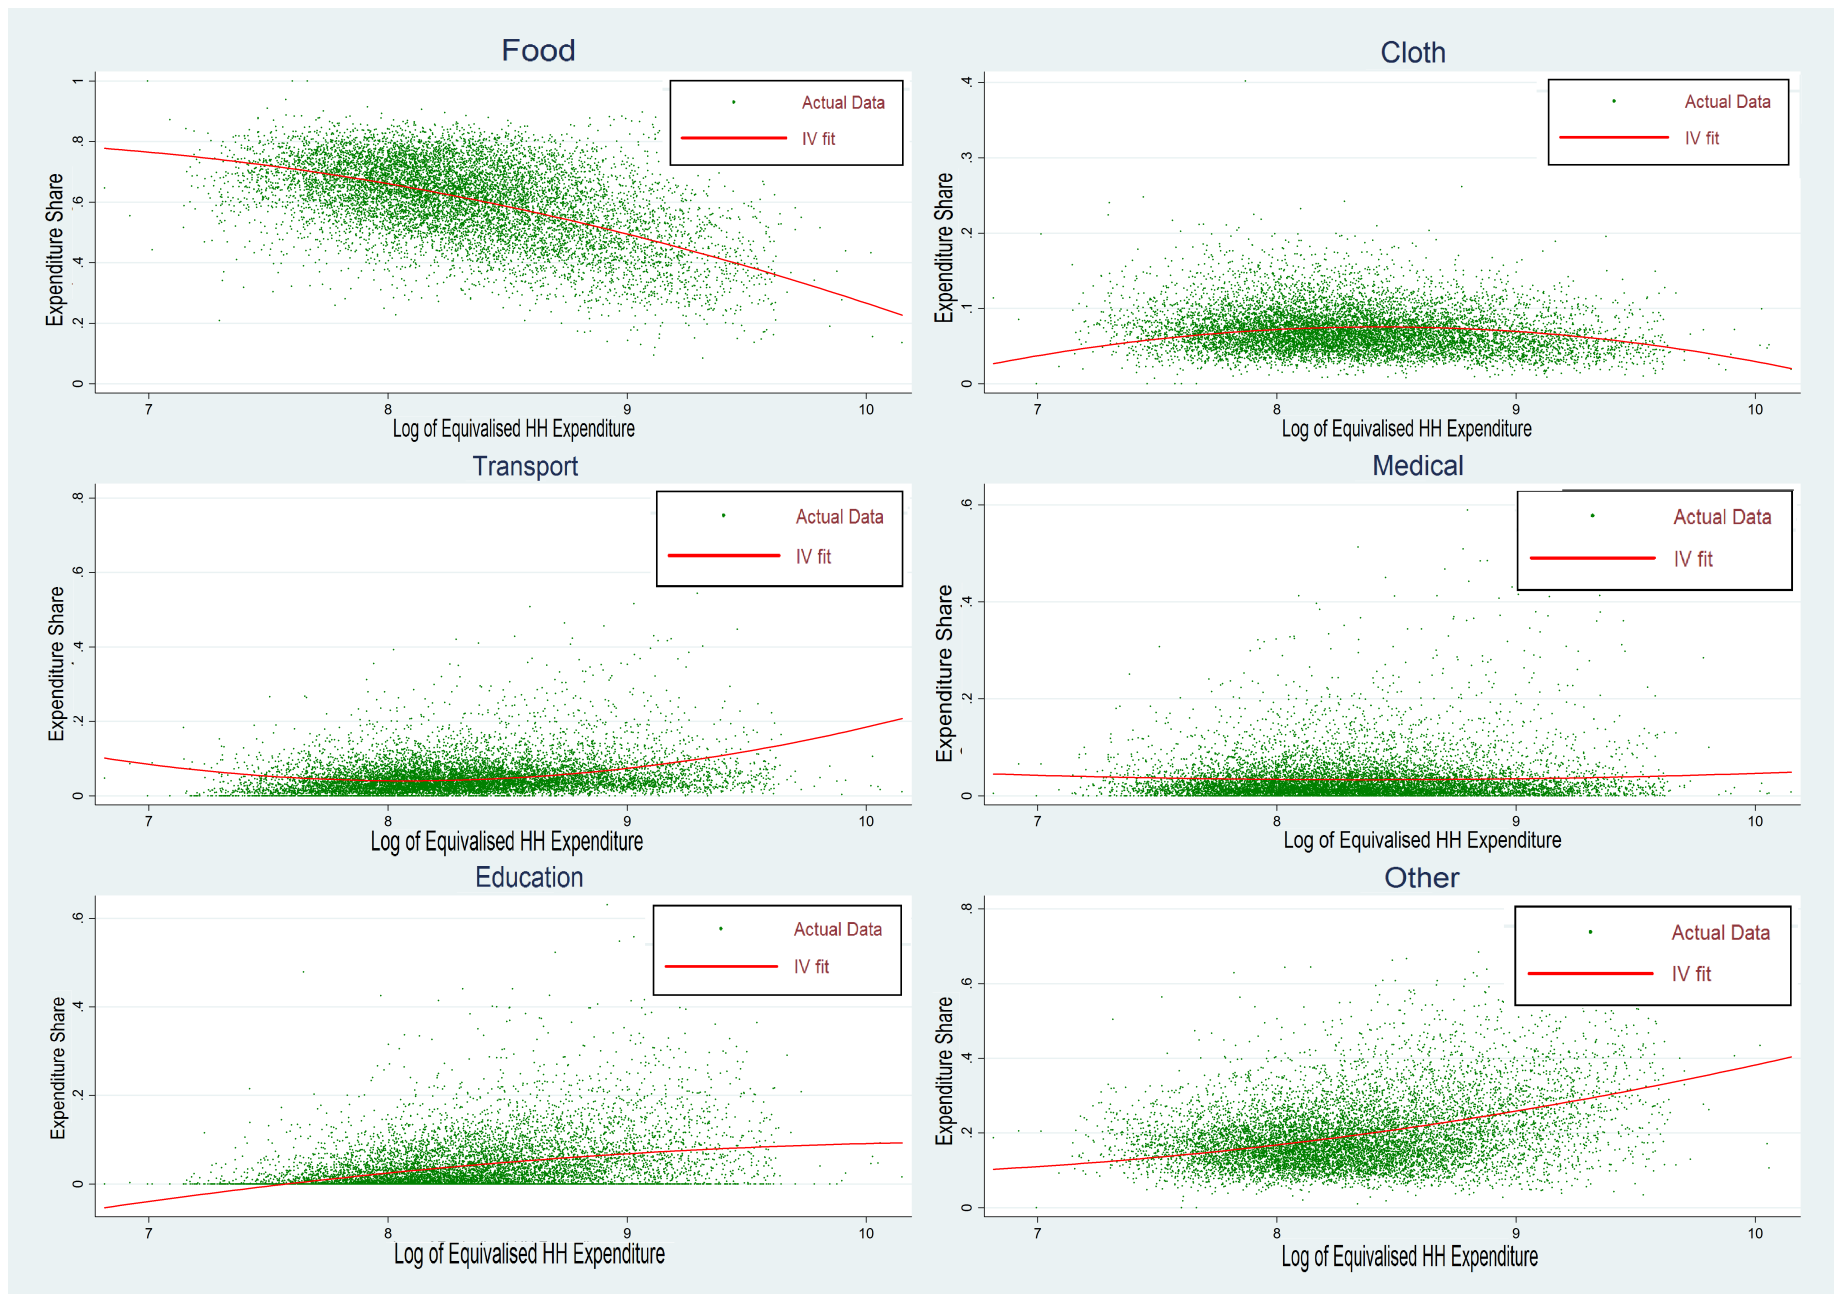 Food
1
.8
.6
.4
.2
0
Expenditure Share
Actual Data
IV fit
7 8 9 10
Log of Equivalised HH Expenditure
Cloth
.4
.3
.2
.1
0
Expenditure Share
Actual Data
IV fit
7 8 9 10
Log of Equivalised HH Expenditure
Transport
.8
.6
.4
.2
0
Expenditure Share
Actual Data
IV fit
7 8 9 10
Log of Equivalised HH Expenditure
Medical
.6
.4
.2
0
Expenditure Share
Actual Data
IV fit
7 8 9 10
Log of Equivalised HH Expenditure
Education
.6
.4
.2
0
Expenditure Share
Actual Data
IV fit
7 8 9 10
Log of Equivalised HH Expenditure
Other
.8
.6
.4
.2
0
Expenditure Share
Actual Data
IV fit
7 8 9 10
Log of Equivalised HH Expenditure